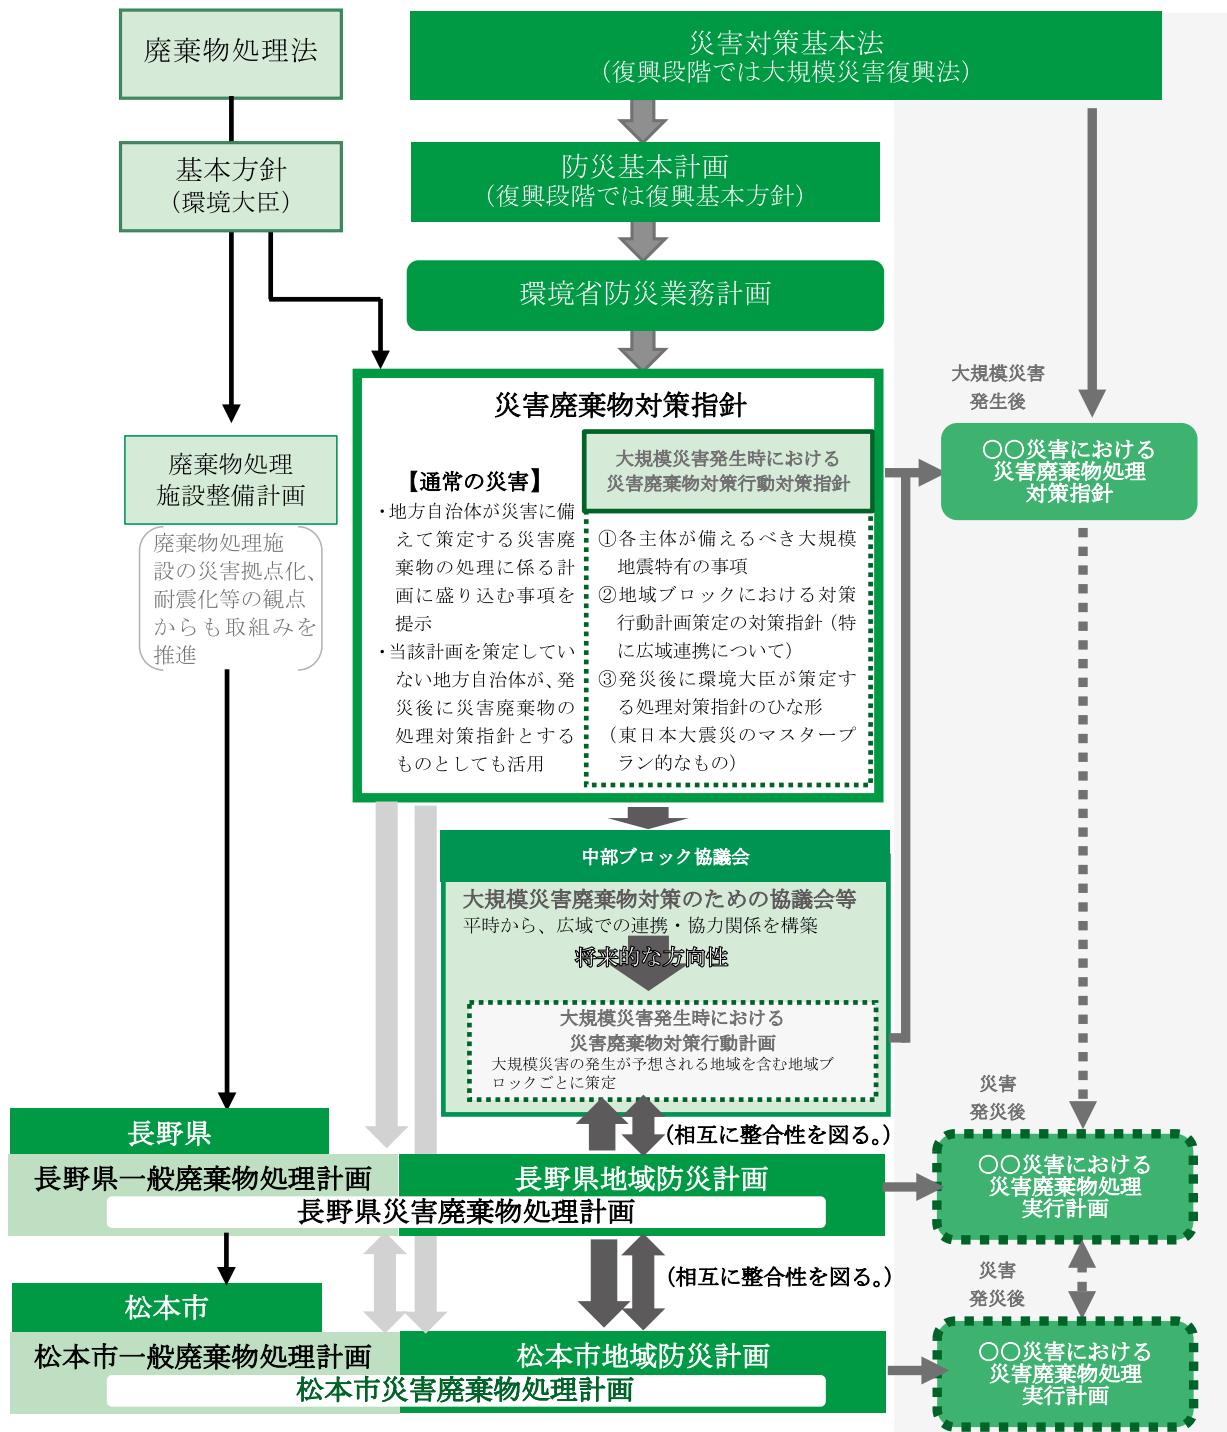 廃棄物処理法
災害対策基本法
（復興段階では大規模災害復興法）
基本方針
（環境大臣）
防災基本計画
（復興段階では復興基本方針）
環境省防災業務計画
大規模災害
発生後
災害廃棄物対策指針
〇〇災害における
災害廃棄物処理
対策指針
廃棄物処理
施設整備計画
廃棄物処理施
設の災害拠点化、
耐震化等の観点
からも取組みを
推進
【通常の災害】
・地方自治体が災害に備
えて策定する災害廃
棄物の処理に係る計
画に盛り込む事項を
提示
・当該計画を策定してい
ない地方自治体が、発
災後に災害廃棄物の
処理対策指針とする
ものとしても活用
大規模災害発生時における
災害廃棄物対策行動対策指針
①各主体が備えるべき大規模
地震特有の事項
②地域ブロックにおける対策
行動計画策定の対策指針（特
に広域連携について）
③発災後に環境大臣が策定す
る処理対策指針のひな形
（東日本大震災のマスタープ
ラン的なもの）
中部ブロック協議会
大規模災害廃棄物対策のための協議会等
平時から、広域での連携・協力関係を構築
将来的な方向性
大規模災害発生時における
災害廃棄物対策行動計画
大規模災害の発生が予想される地域を含む地域ブ
ロックごとに策定
災害
発災後
長野県
（相互に整合性を図る。）
長野県一般廃棄物処理計画
長野県地域防災計画
長野県災害廃棄物処理計画
〇〇災害における
災害廃棄物処理
実行計画
（相互に整合性を図る。）
災害
発災後
松本市
松本市一般廃棄物処理計画
松本市地域防災計画
松本市災害廃棄物処理計画
〇〇災害における
災害廃棄物処理
実行計画